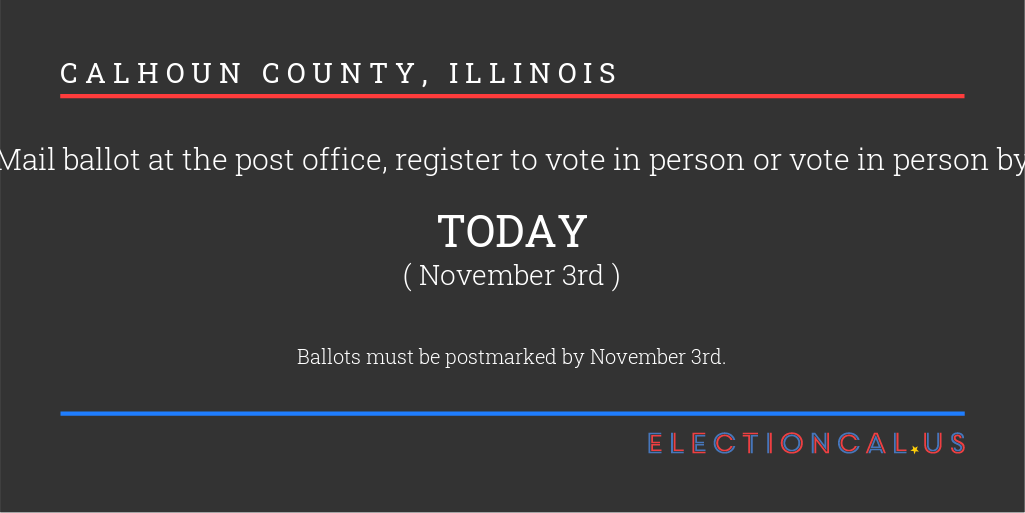 CALHOUN COUNTY, ILLINOIS
Mail ballot at the post office, register to vote in person or vote in person by
TODAY
( November 3rd )
Ballots must be postmarked by November 3rd.
ELECTIONCAL.US